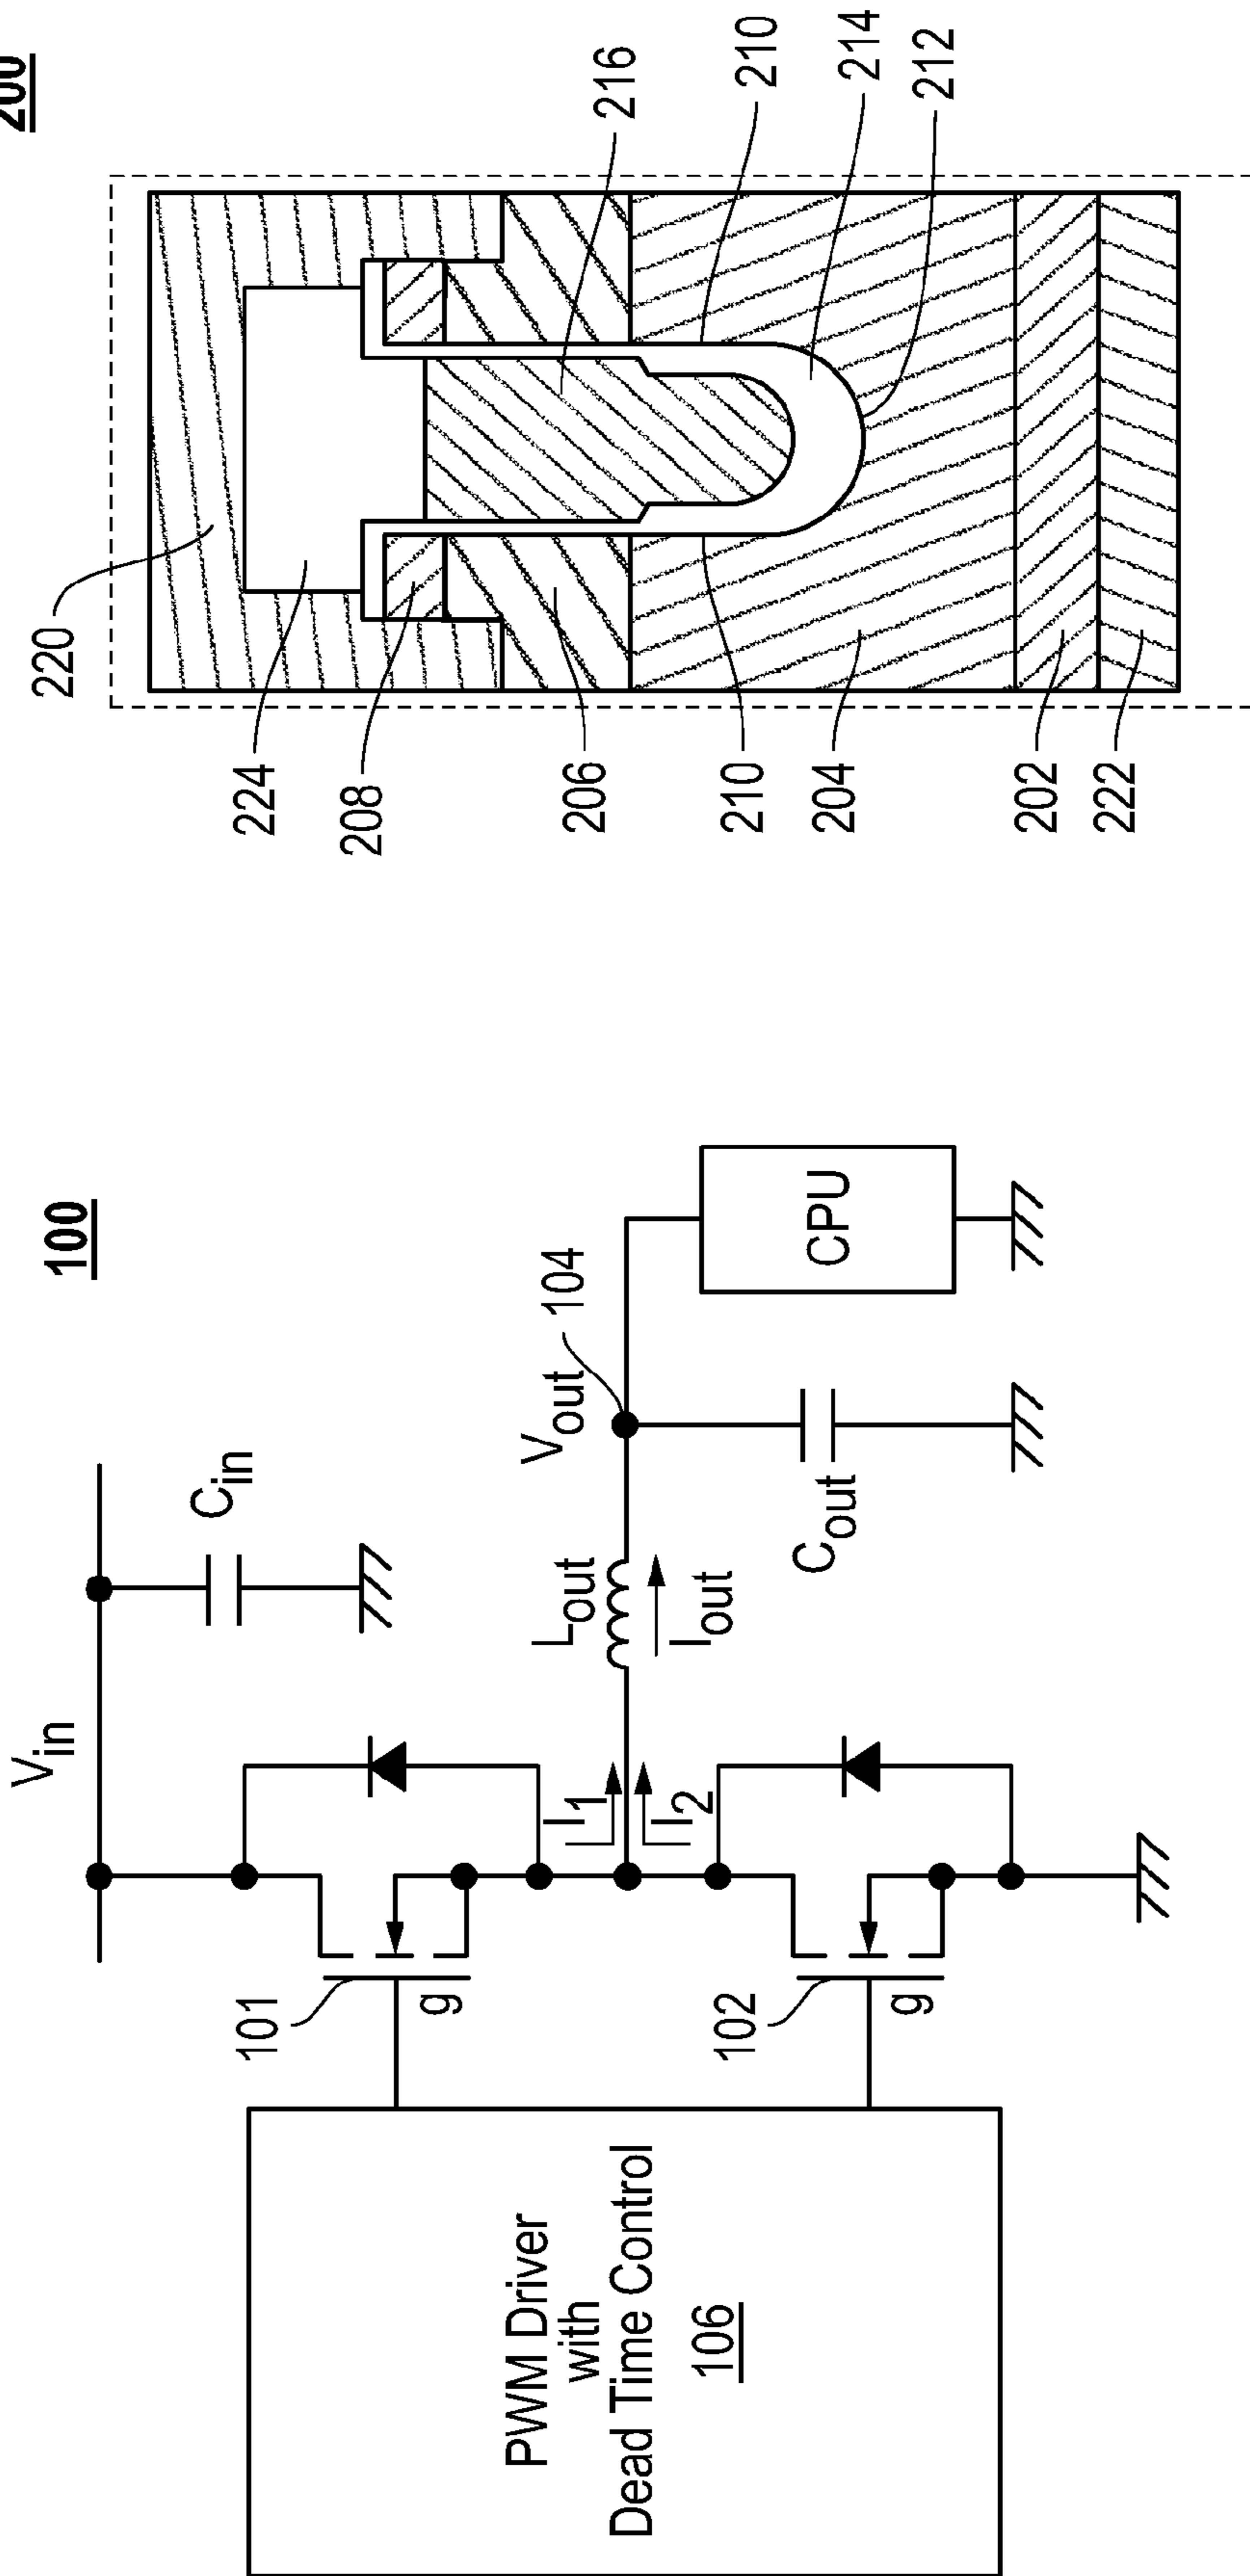 100
V_in
C_in
101
g
I_1
I_2
L_out
I_out
V_out
104
C_out
CPU
102
g
PWM Driver
with
Dead Time Control
106
200
220
224
208
206
210
204
202
222
216
210
214
212